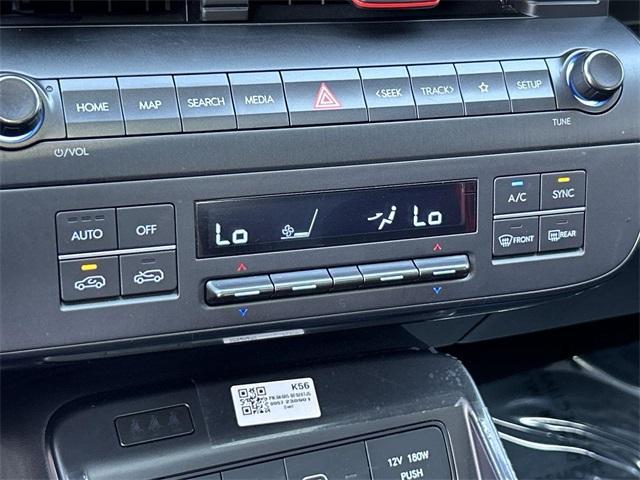 HOME MAP SEARCH MEDIA <SEEK TRACK> SETUP
⏻/VOL TUNE
AUTO OFF Lo Lo A/C SYNC
FRONT REAR
K56
12V 180W
PUSH